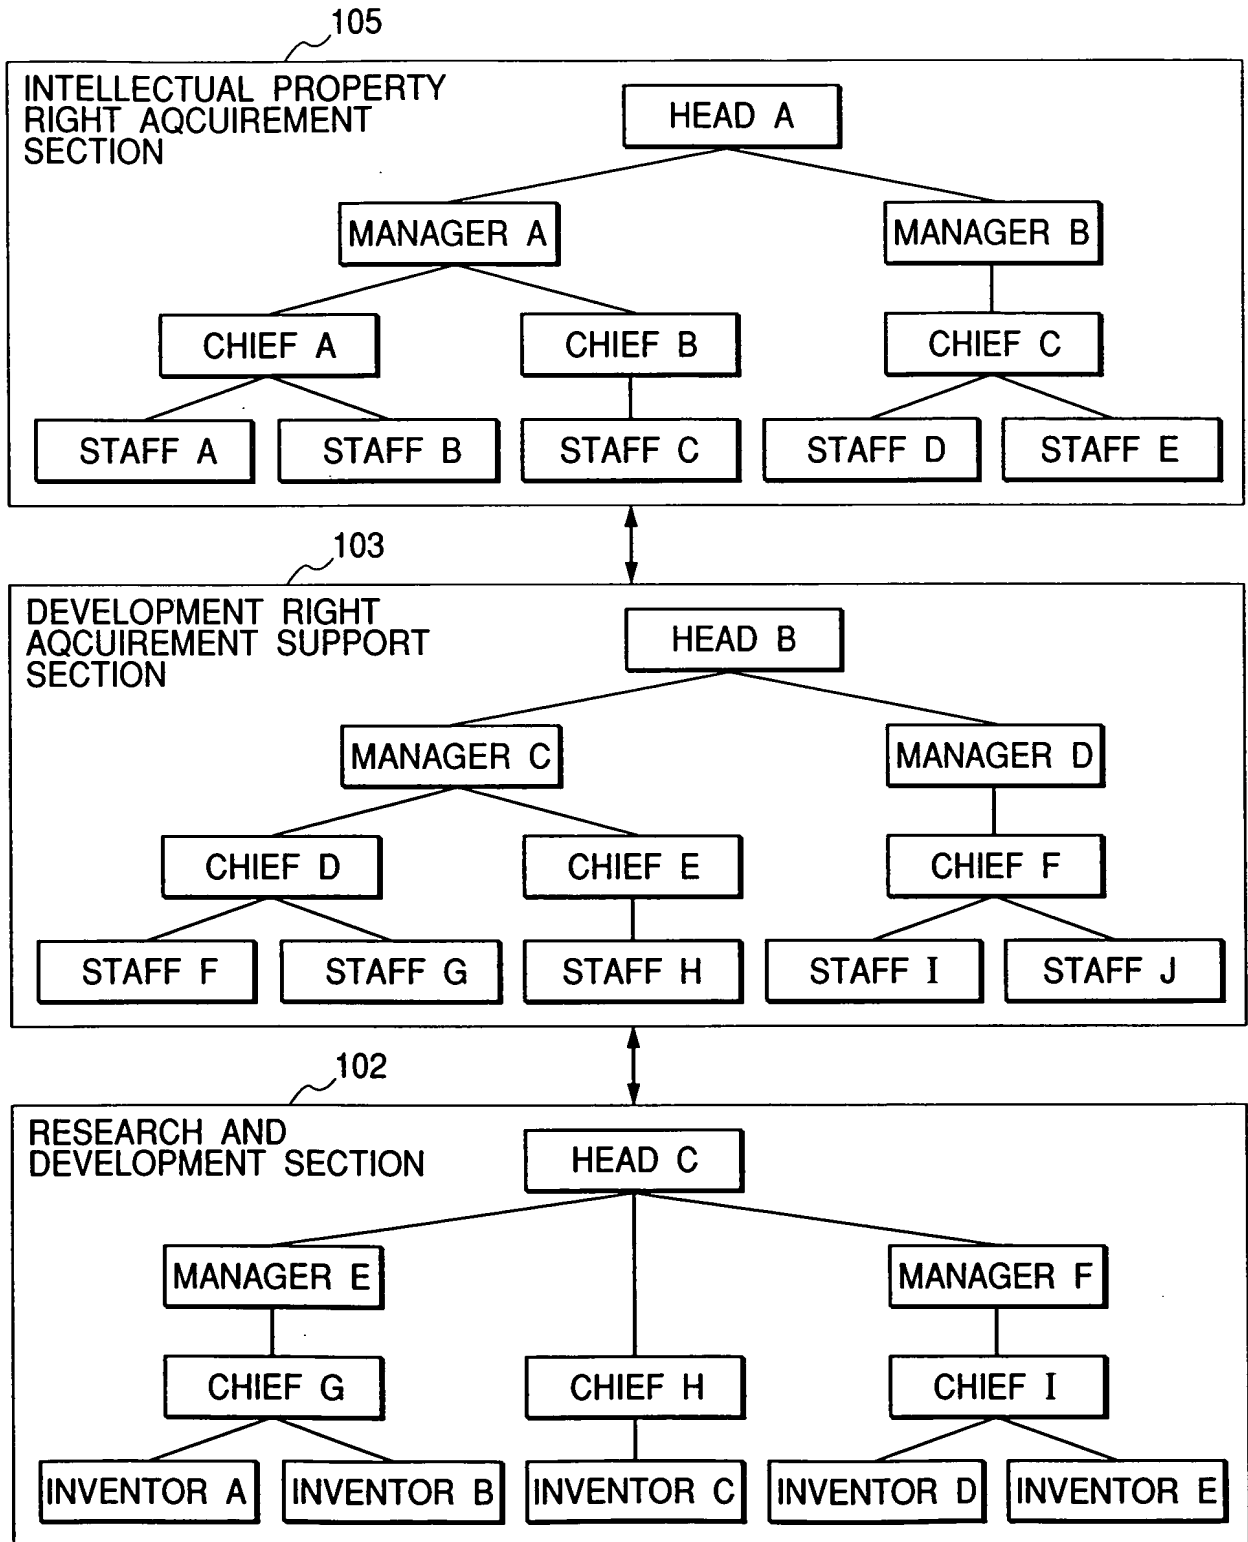 105
INTELLECTUAL PROPERTY
RIGHT AQCUIREMENT
SECTION
HEAD A
MANAGER A
MANAGER B
CHIEF A
CHIEF B
CHIEF C
STAFF A
STAFF B
STAFF C
STAFF D
STAFF E
103
DEVELOPMENT RIGHT
AQCUIREMENT SUPPORT
SECTION
HEAD B
MANAGER C
MANAGER D
CHIEF D
CHIEF E
CHIEF F
STAFF F
STAFF G
STAFF H
STAFF I
STAFF J
102
RESEARCH AND
DEVELOPMENT SECTION
HEAD C
MANAGER E
MANAGER F
CHIEF G
CHIEF H
CHIEF I
INVENTOR A
INVENTOR B
INVENTOR C
INVENTOR D
INVENTOR E